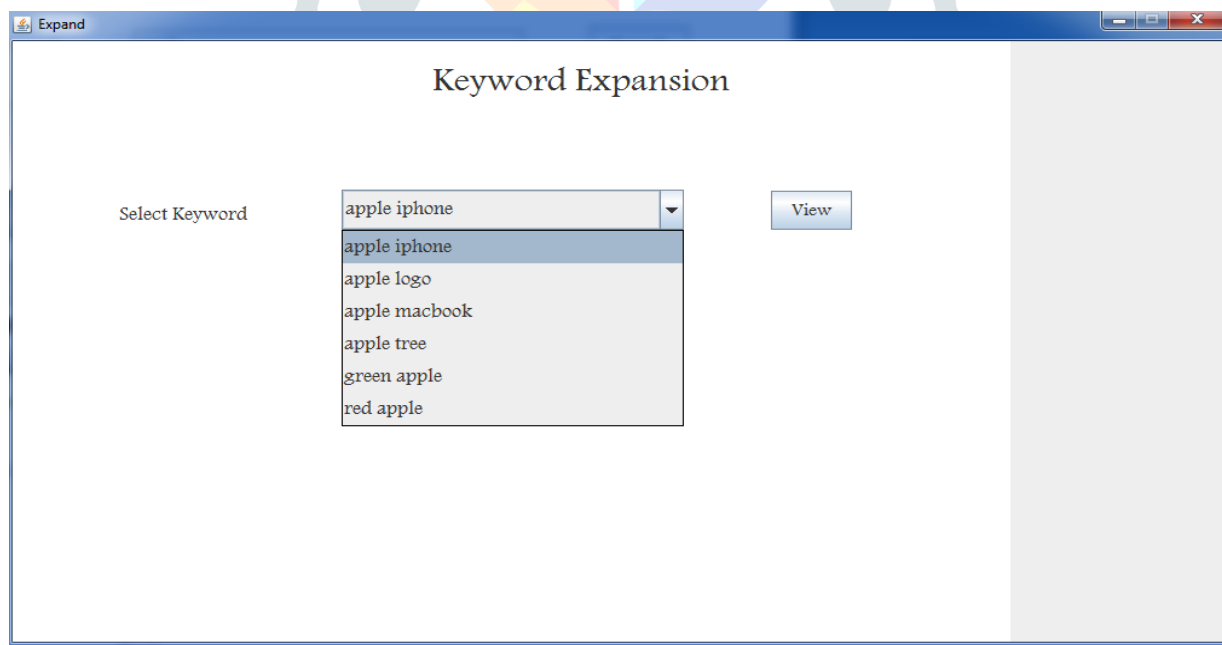 Expand
Keyword Expansion
Select Keyword
apple iphone
View
apple iphone
apple logo
apple macbook
apple tree
green apple
red apple